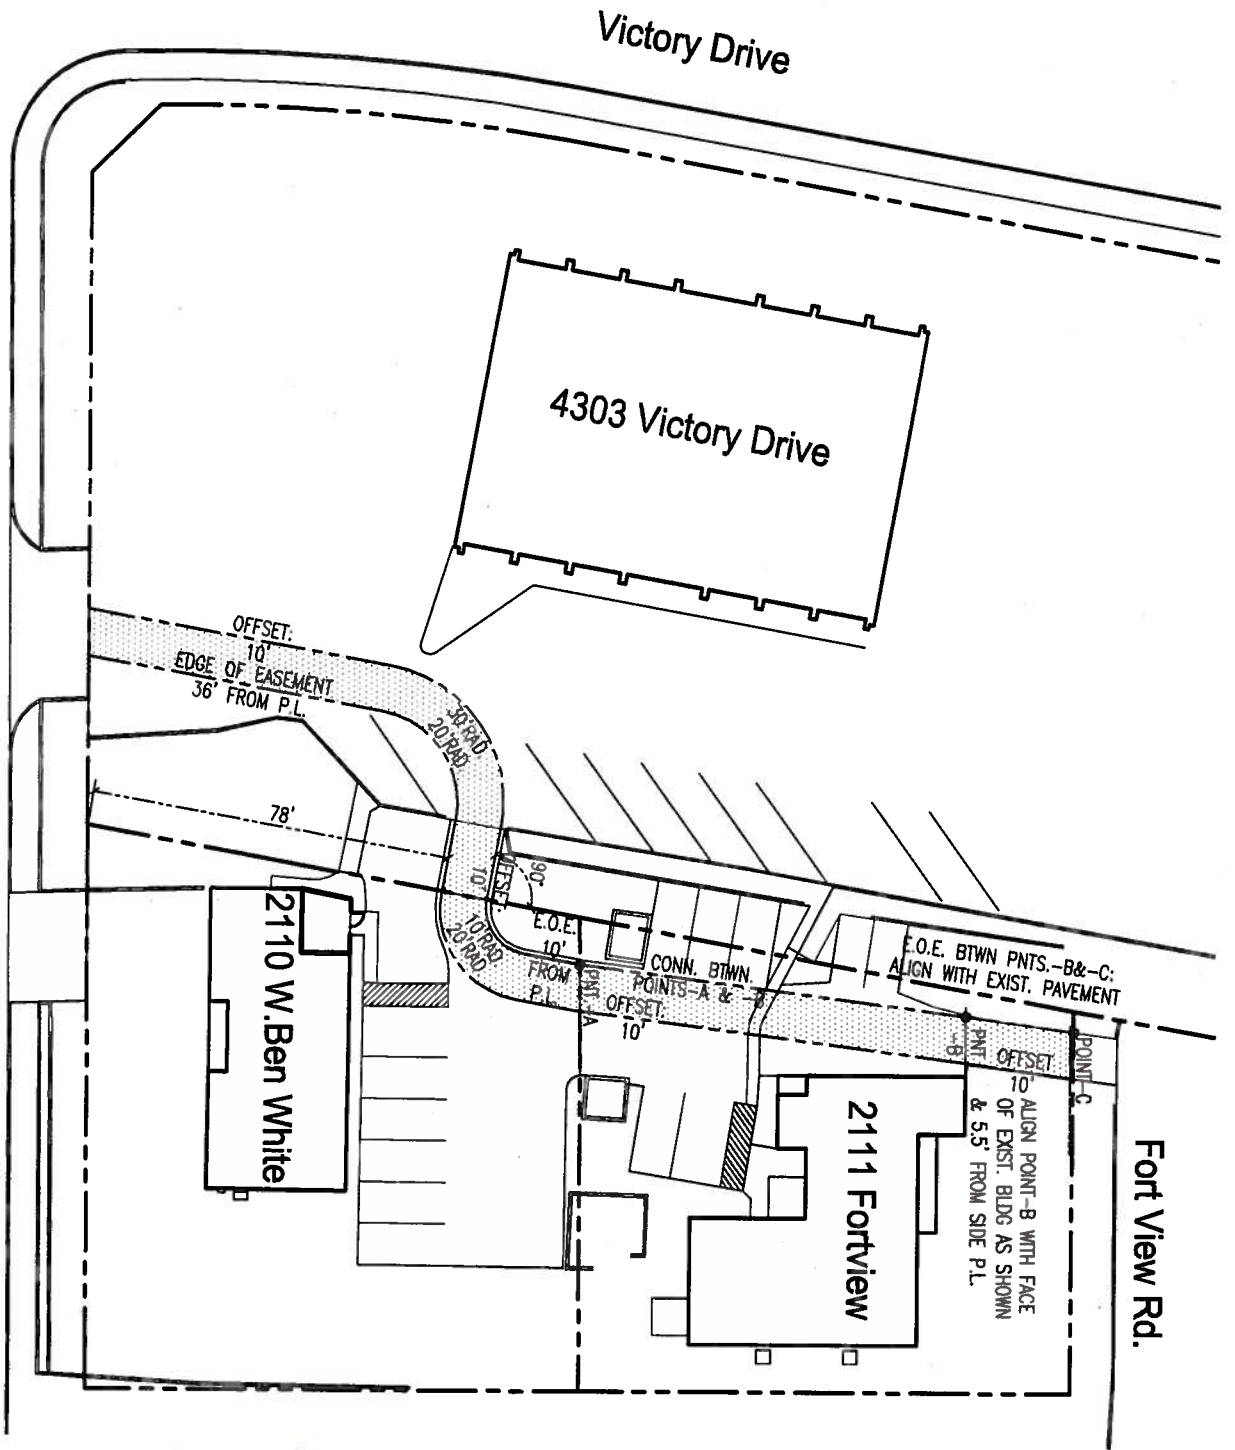 Victory Drive
4303 Victory Drive
OFFSET:
10'
EDGE OF EASEMENT
36' FROM P.L.
30'RAD.
20'RAD.
78'
90°
OFFSET:
10'
10'RAD
20'RAD.
E.O.E.
10'
FROM
P.L.
PNT.-A
CONN. BTWN.
POINTS-A & -B
OFFSET:
10'
E.O.E. BTWN PNTS.-B&-C:
ALIGN WITH EXIST. PAVEMENT
PNT
-B
OFFSET
10'
POINT-C
ALIGN POINT-B WITH FACE
OF EXIST. BLDG AS SHOWN
& 5.5' FROM SIDE P.L.
2110 W.Ben White
2111 Fortview
Fort View Rd.